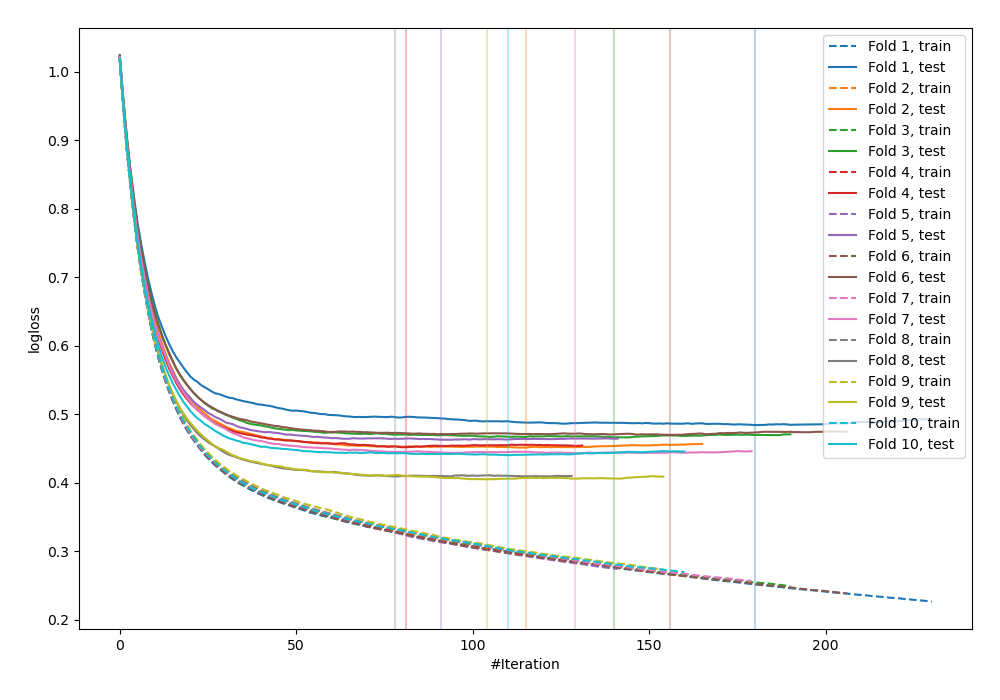 1.0
0.9
0.8
0.7
0.6
0.5
0.4
0.3
0.2
logloss
0
50
100
150
200
#Iteration
Fold 1, train
Fold 1, test
Fold 2, train
Fold 2, test
Fold 3, train
Fold 3, test
Fold 4, train
Fold 4, test
Fold 5, train
Fold 5, test
Fold 6, train
Fold 6, test
Fold 7, train
Fold 7, test
Fold 8, train
Fold 8, test
Fold 9, train
Fold 9, test
Fold 10, train
Fold 10, test